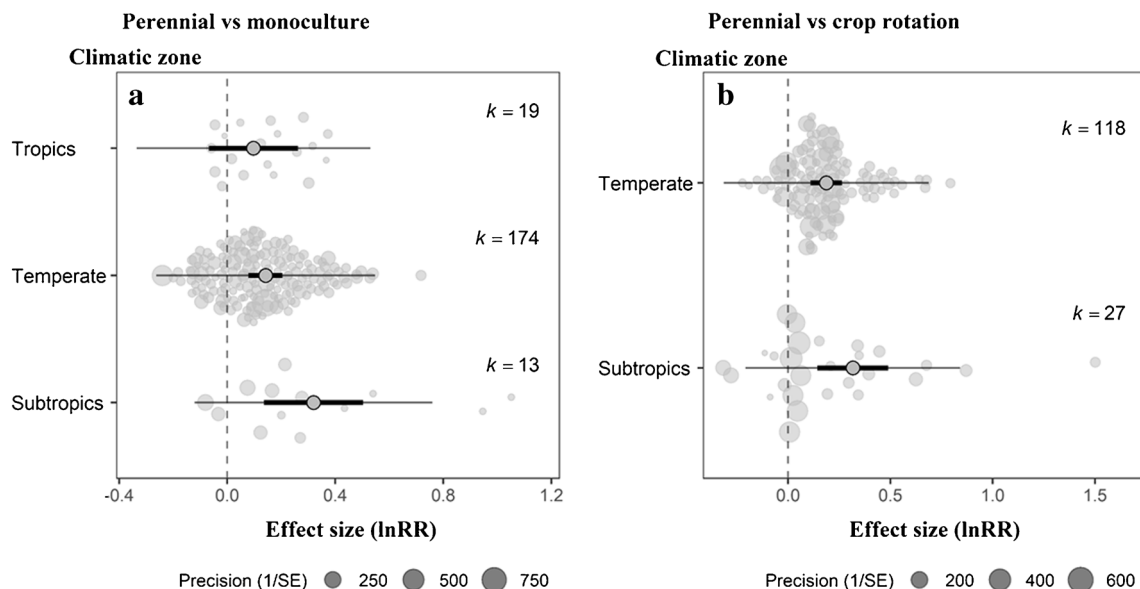 Perennial vs monoculture
Climatic zone
a
k = 19
Tropics
k = 174
Temperate
k = 13
Subtropics
-0.4 0.0 0.4 0.8 1.2
Effect size (lnRR)
Precision (1/SE) 250 500 750
Perennial vs crop rotation
Climatic zone
b
k = 118
Temperate
k = 27
Subtropics
0.0 0.5 1.0 1.5
Effect size (lnRR)
Precision (1/SE) 200 400 600